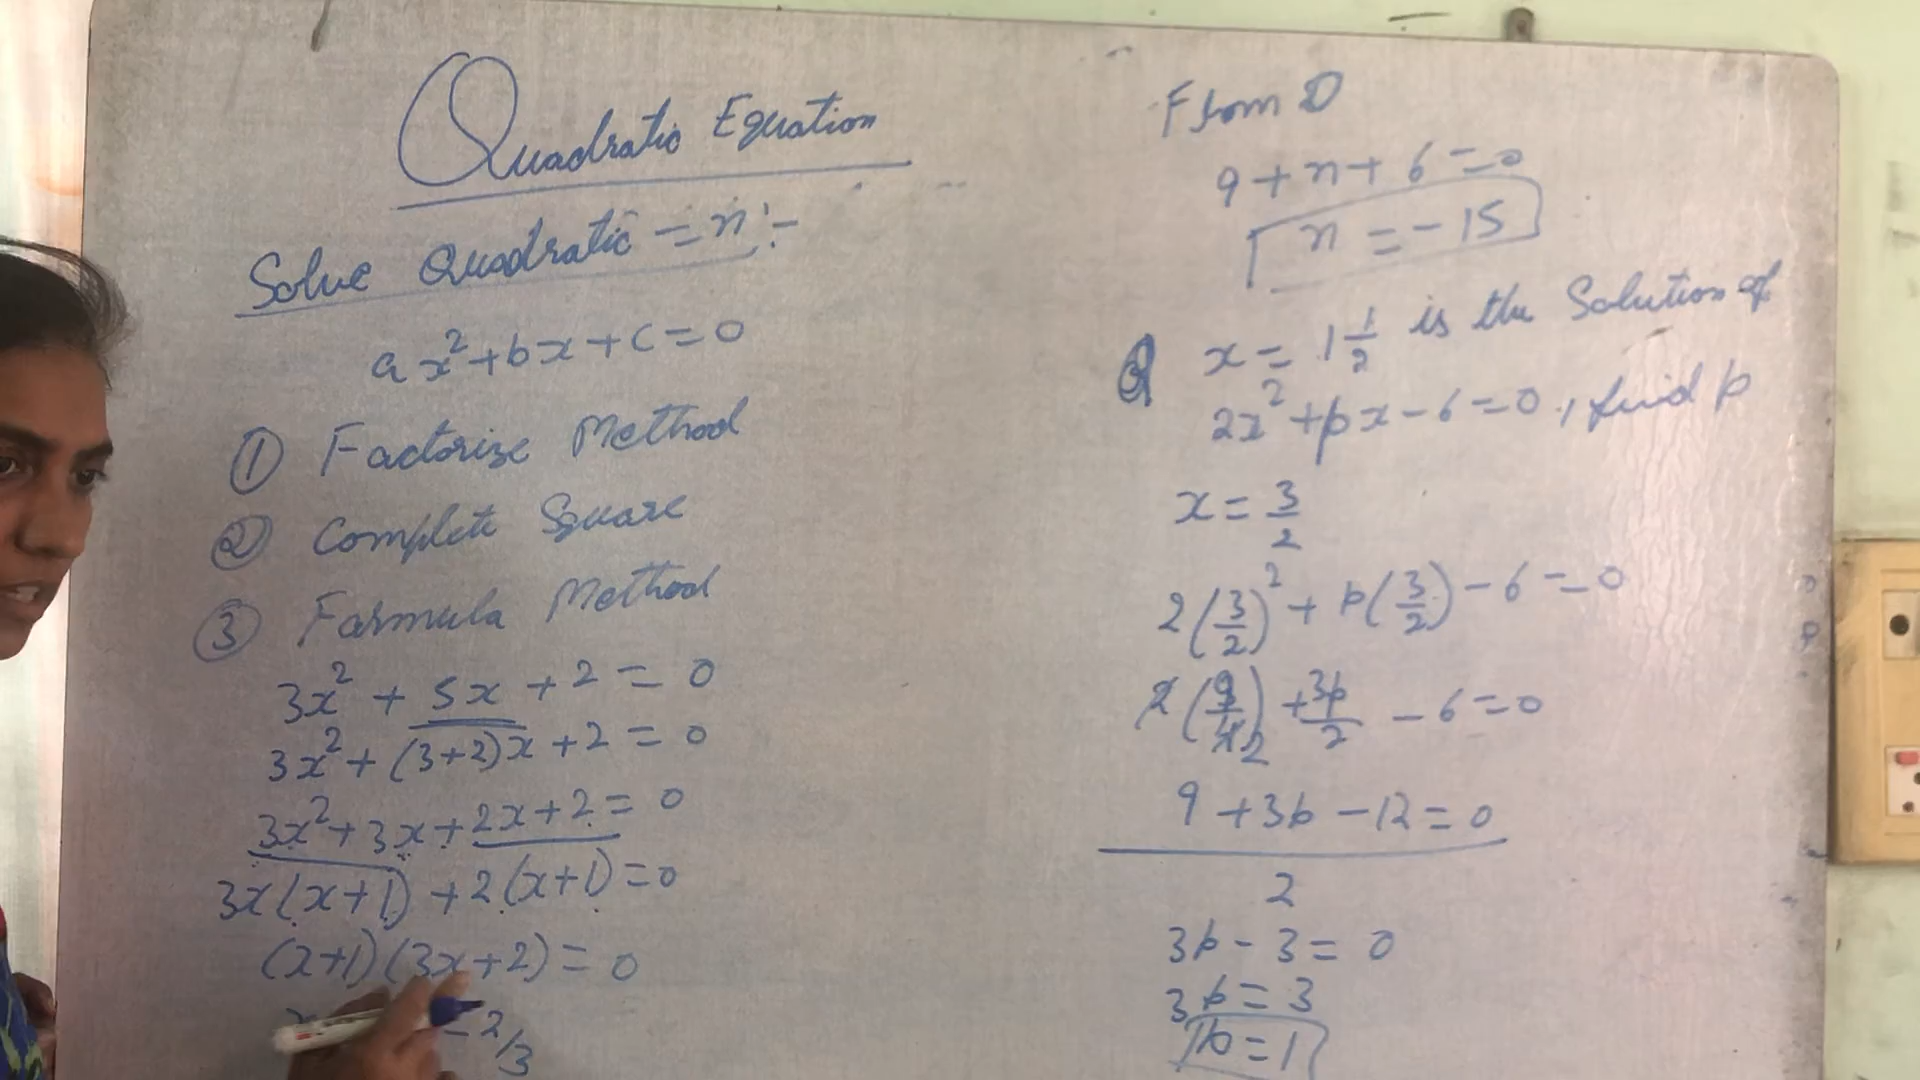 Quadratic Equation
Solve Quadratic =n :-
ax²+bx+c=0
① Factorize Method
② Complete Square
③ Formula Method
3x² + 5x + 2 = 0
3x² + (3+2)x + 2 = 0
3x² + 3x + 2x + 2 = 0
3x(x+1) + 2(x+1) = 0
(x+1)(3x+2) = 0
-2/3
From ①
9+n+6=0
n = -15
Q x = 1 1/2 is the Solution of
2x²+px-6=0, find p
x = 3/2
2(3/2)² + p(3/2) - 6 = 0
2(9/4) + 3p/2 - 6 = 0
2
9 + 3p - 12 = 0
2
3p - 3 = 0
3p = 3
p = 1